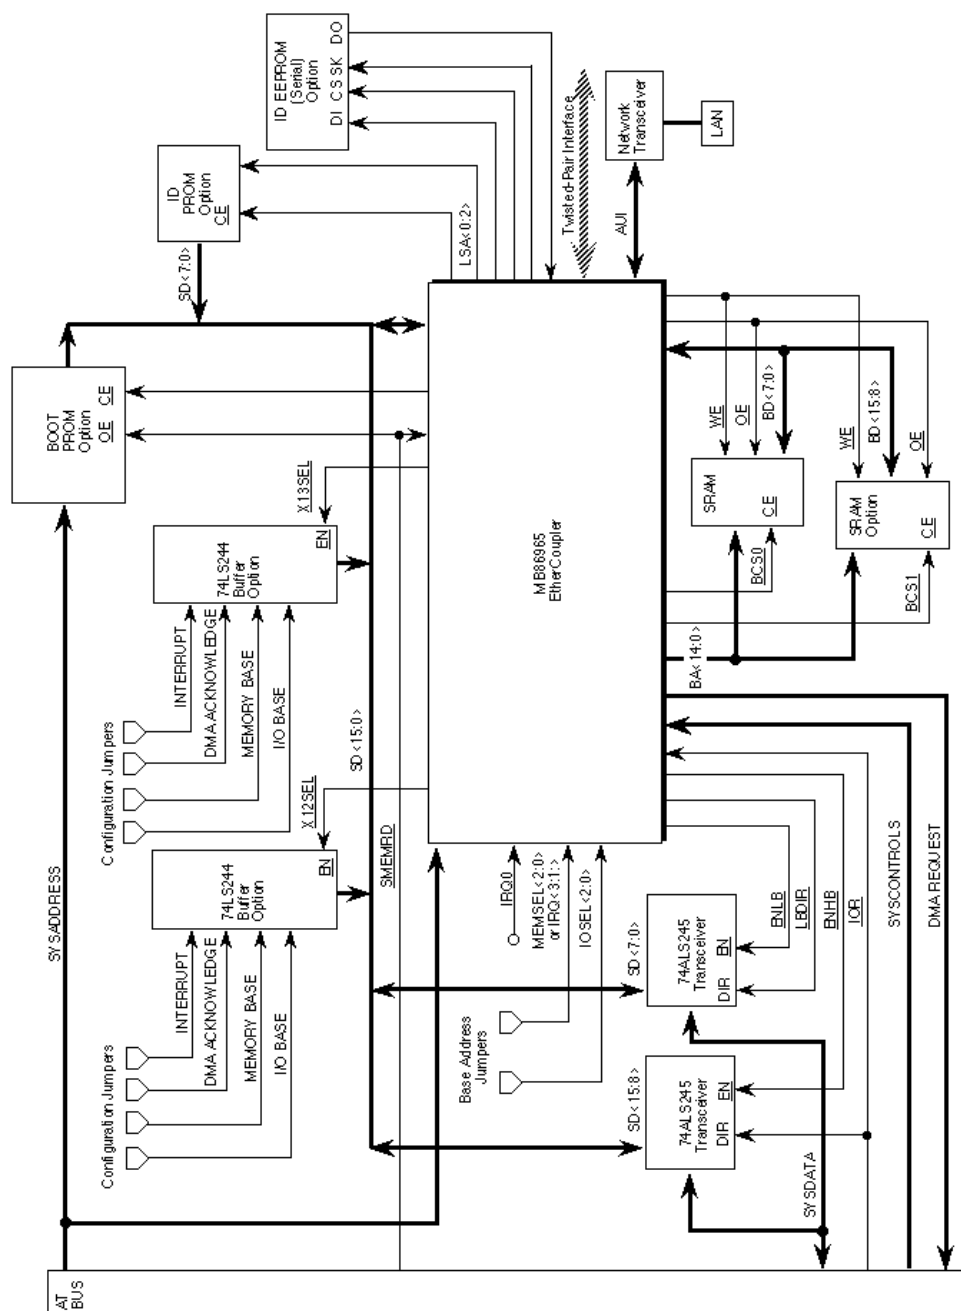 AT
BUS
SYSADDRESS
Configuration Jumpers
INTERRUPT
DMA ACKNOWLEDGE
MEMORY BASE
I/O BASE
74LS244
Buffer
Option
EN
X12SEL
Configuration Jumpers
INTERRUPT
DMA ACKNOWLEDGE
MEMORY BASE
I/O BASE
74LS244
Buffer
Option
EN
X13SEL
SD<15:0>
SMEMRD
BOOT
PROM
Option
OE
CE
SD<7:0>
ID
PROM
Option
CE
ID EEPROM
(Serial)
Option
DI CS SK DO
LSA<0:2>
Twisted-Pair Interface
AUI
Network
Transceiver
LAN
MB86965
EtherCoupler
IRQ0
MEMSEL<2:0>
or IRQ<3:1:>
IOSEL<2:0>
Base Address
Jumpers
SD<7:0>
SD<15:8>
74ALS245
Transceiver
DIR
EN
74ALS245
Transceiver
DIR
EN
ENLB
LBDIR
ENHB
IOR
SYSDATA
SYSCONTROLS
DMA REQUEST
BA<14:0>
BCS0
BCS1
SRAM
CE
WE
OE
BD<7:0>
SRAM
Option
CE
WE
BD<15:8>
OE